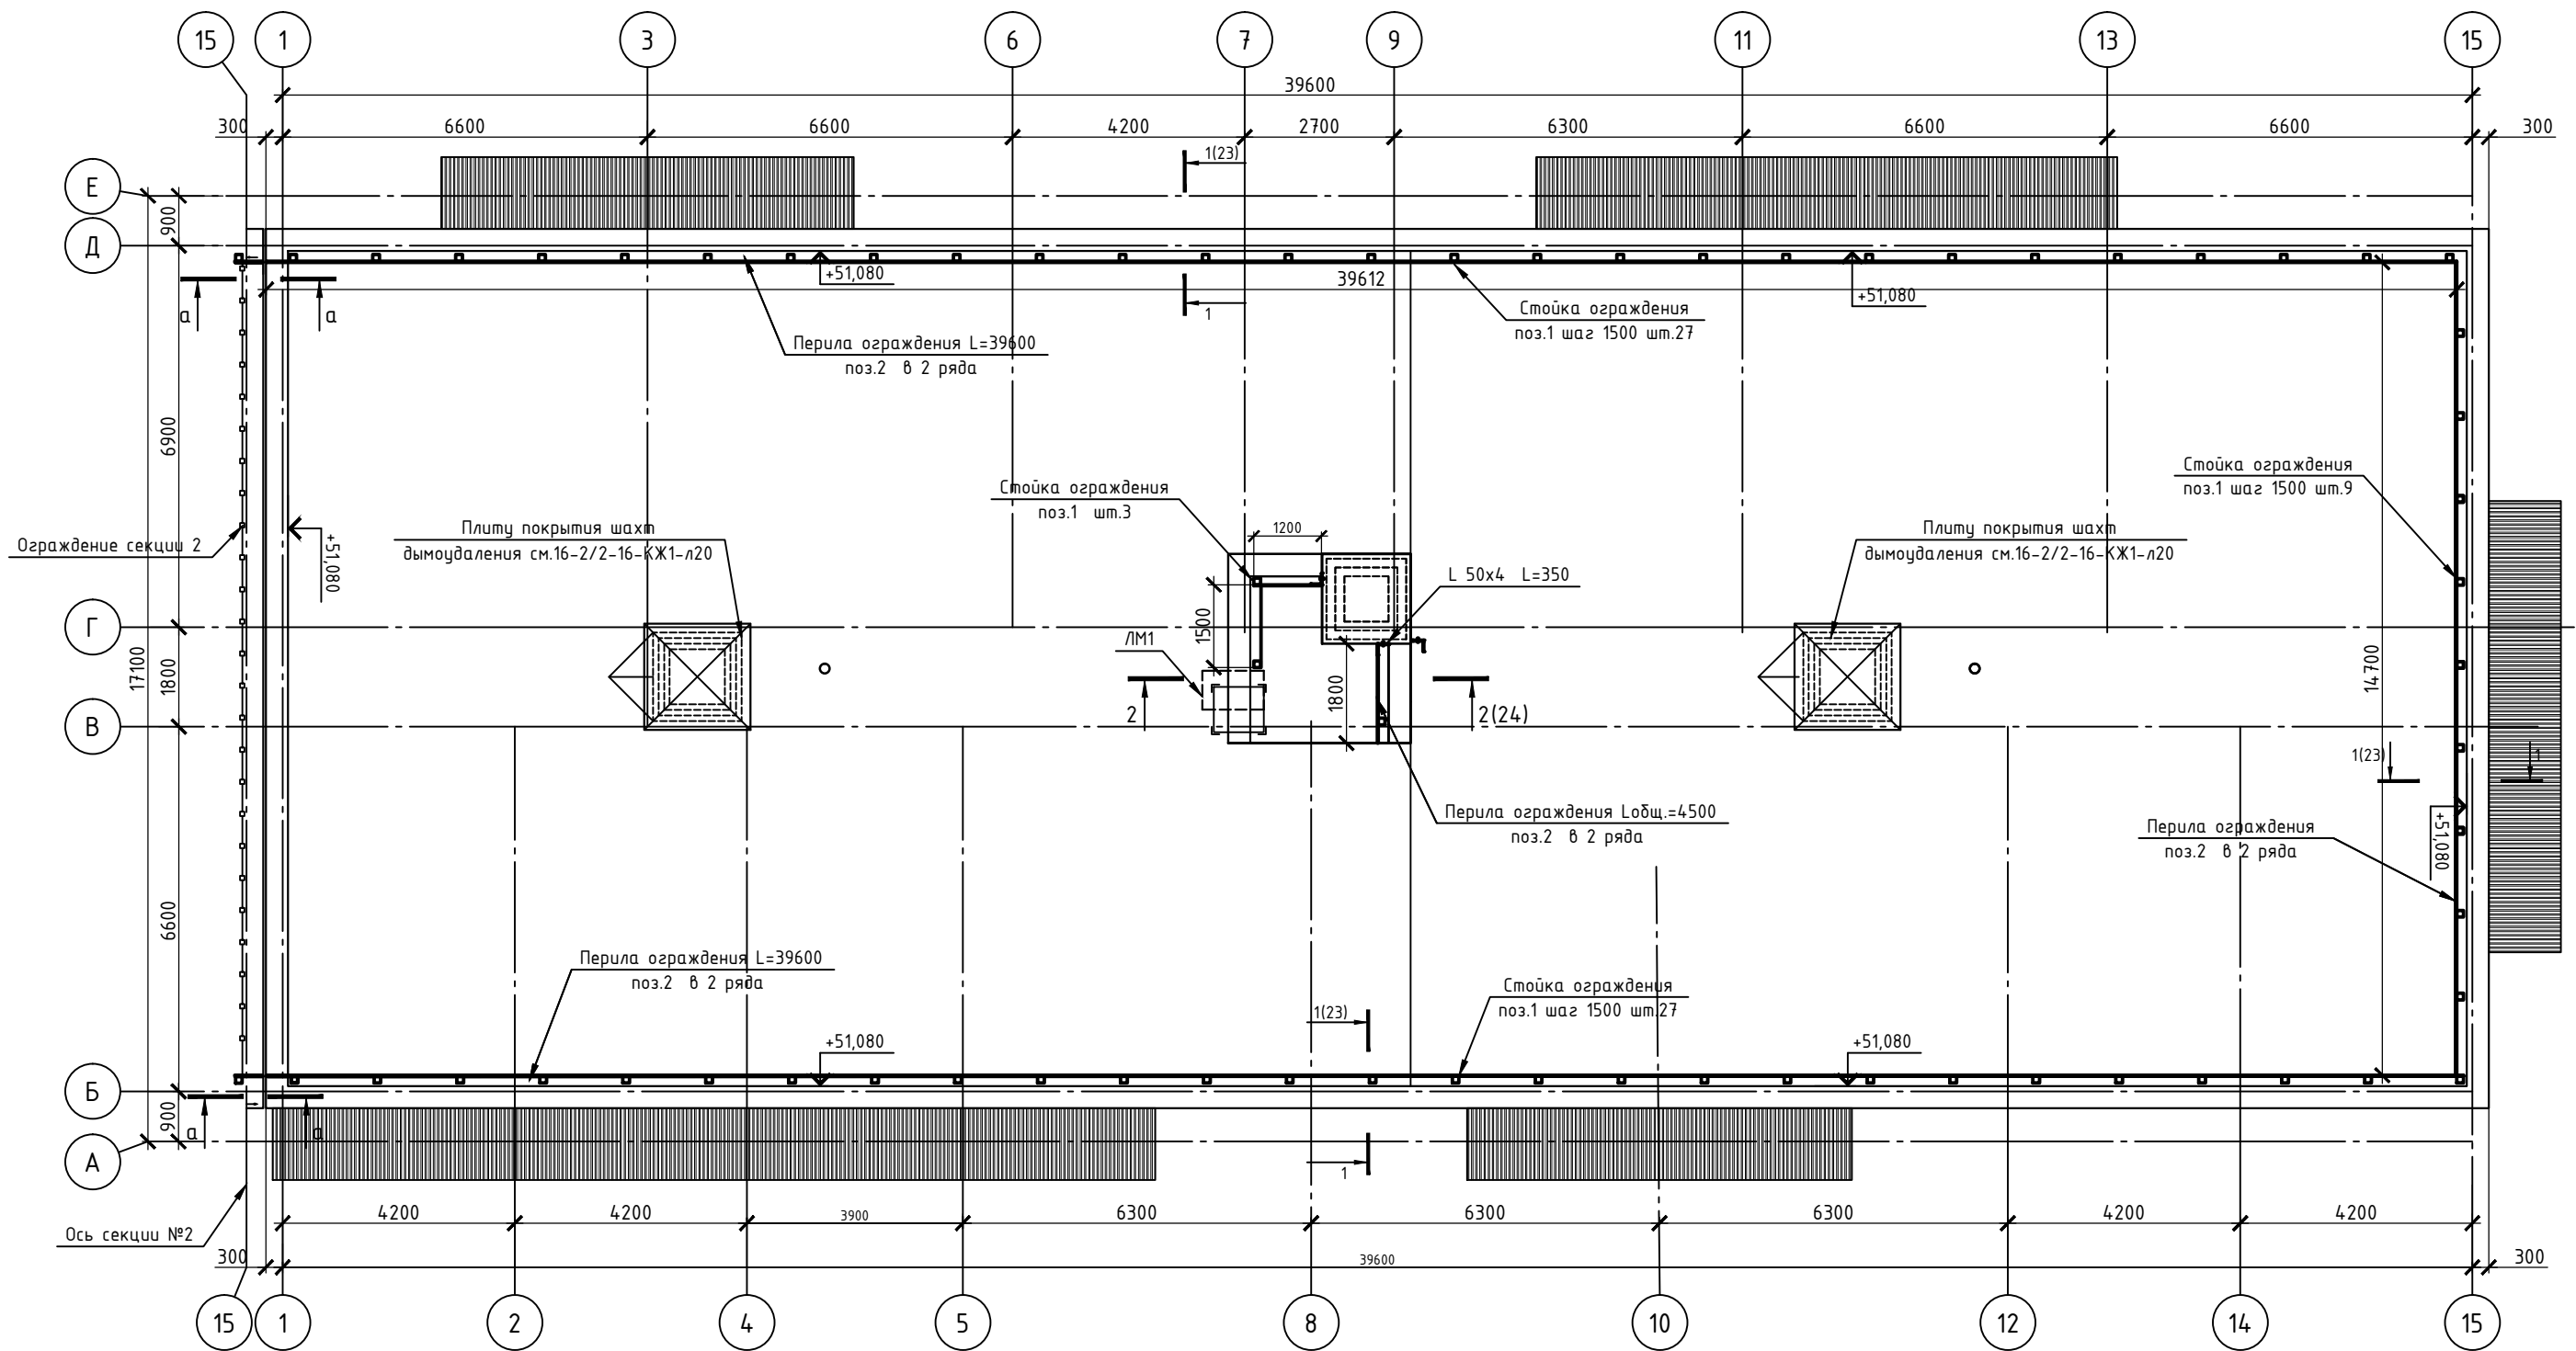 15
1
3
6
7
9
11
13
15
39600
300
6600
6600
4200
2700
6300
6600
6600
300
1(23)
Е
900
Д
+51,080
39612
+51,080
а
а
1
Стойка ограждения
поз.1 шаг 1500 шт.27
Перила ограждения L=39600
поз.2 в 2 ряда
6900
Стойка ограждения
поз.1 шаг 1500 шт.9
Стойка ограждения
поз.1 шт.3
1200
Плиту покрытия шахт
дымоудаления см.16-2/2-16-КЖ1-л20
Плиту покрытия шахт
дымоудаления см.16-2/2-16-КЖ1-л20
Ограждение секции 2
+51,080
L 50х4 L=350
Г
1500
ЛМ1
17100
1800
1800
14700
В
2
2(24)
1(23)
1
Перила ограждения Lобщ.=4500
поз.2 в 2 ряда
Перила ограждения
поз.2 в 2 ряда
+51,080
6600
Перила ограждения L=39600
поз.2 в 2 ряда
Стойка ограждения
поз.1 шаг 1500 шт.27
1(23)
+51,080
+51,080
Б
900
а
а
А
1
4200
4200
3900
6300
6300
6300
4200
4200
Ось секции №2
300
39600
300
15
1
2
4
5
8
10
12
14
15